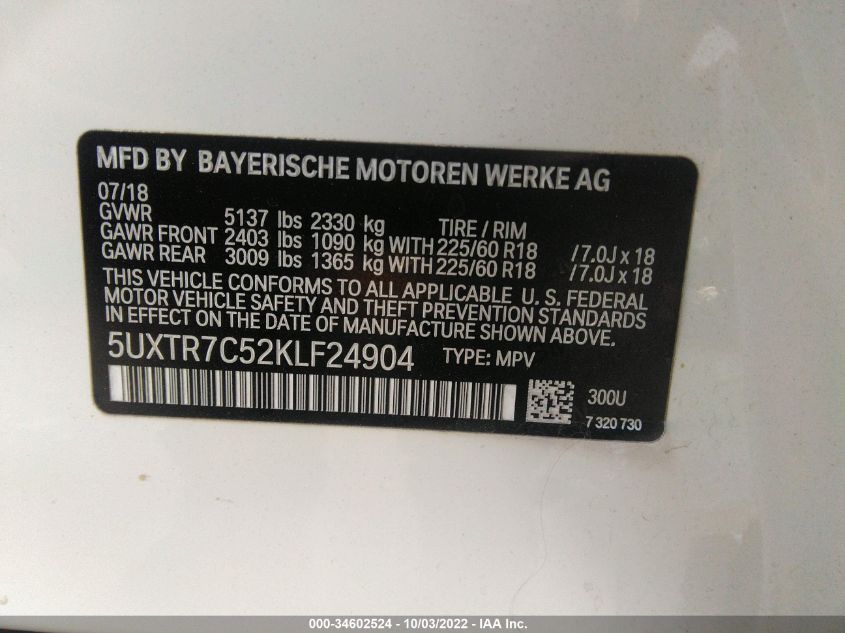 MFD BY BAYERISCHE MOTOREN WERKE AG
07/18
GVWR 5137 lbs 2330 kg TIRE / RIM
GAWR FRONT 2403 lbs 1090 kg WITH 225/60 R18 / 7.0J x 18
GAWR REAR 3009 lbs 1365 kg WITH 225/60 R18 / 7.0J x 18
THIS VEHICLE CONFORMS TO ALL APPLICABLE U. S. FEDERAL
MOTOR VEHICLE SAFETY AND THEFT PREVENTION STANDARDS
IN EFFECT ON THE DATE OF MANUFACTURE SHOWN ABOVE.
5UXTR7C52KLF24904 TYPE: MPV
300U
7 320 730
000-34602524 - 10/03/2022 - IAA Inc.